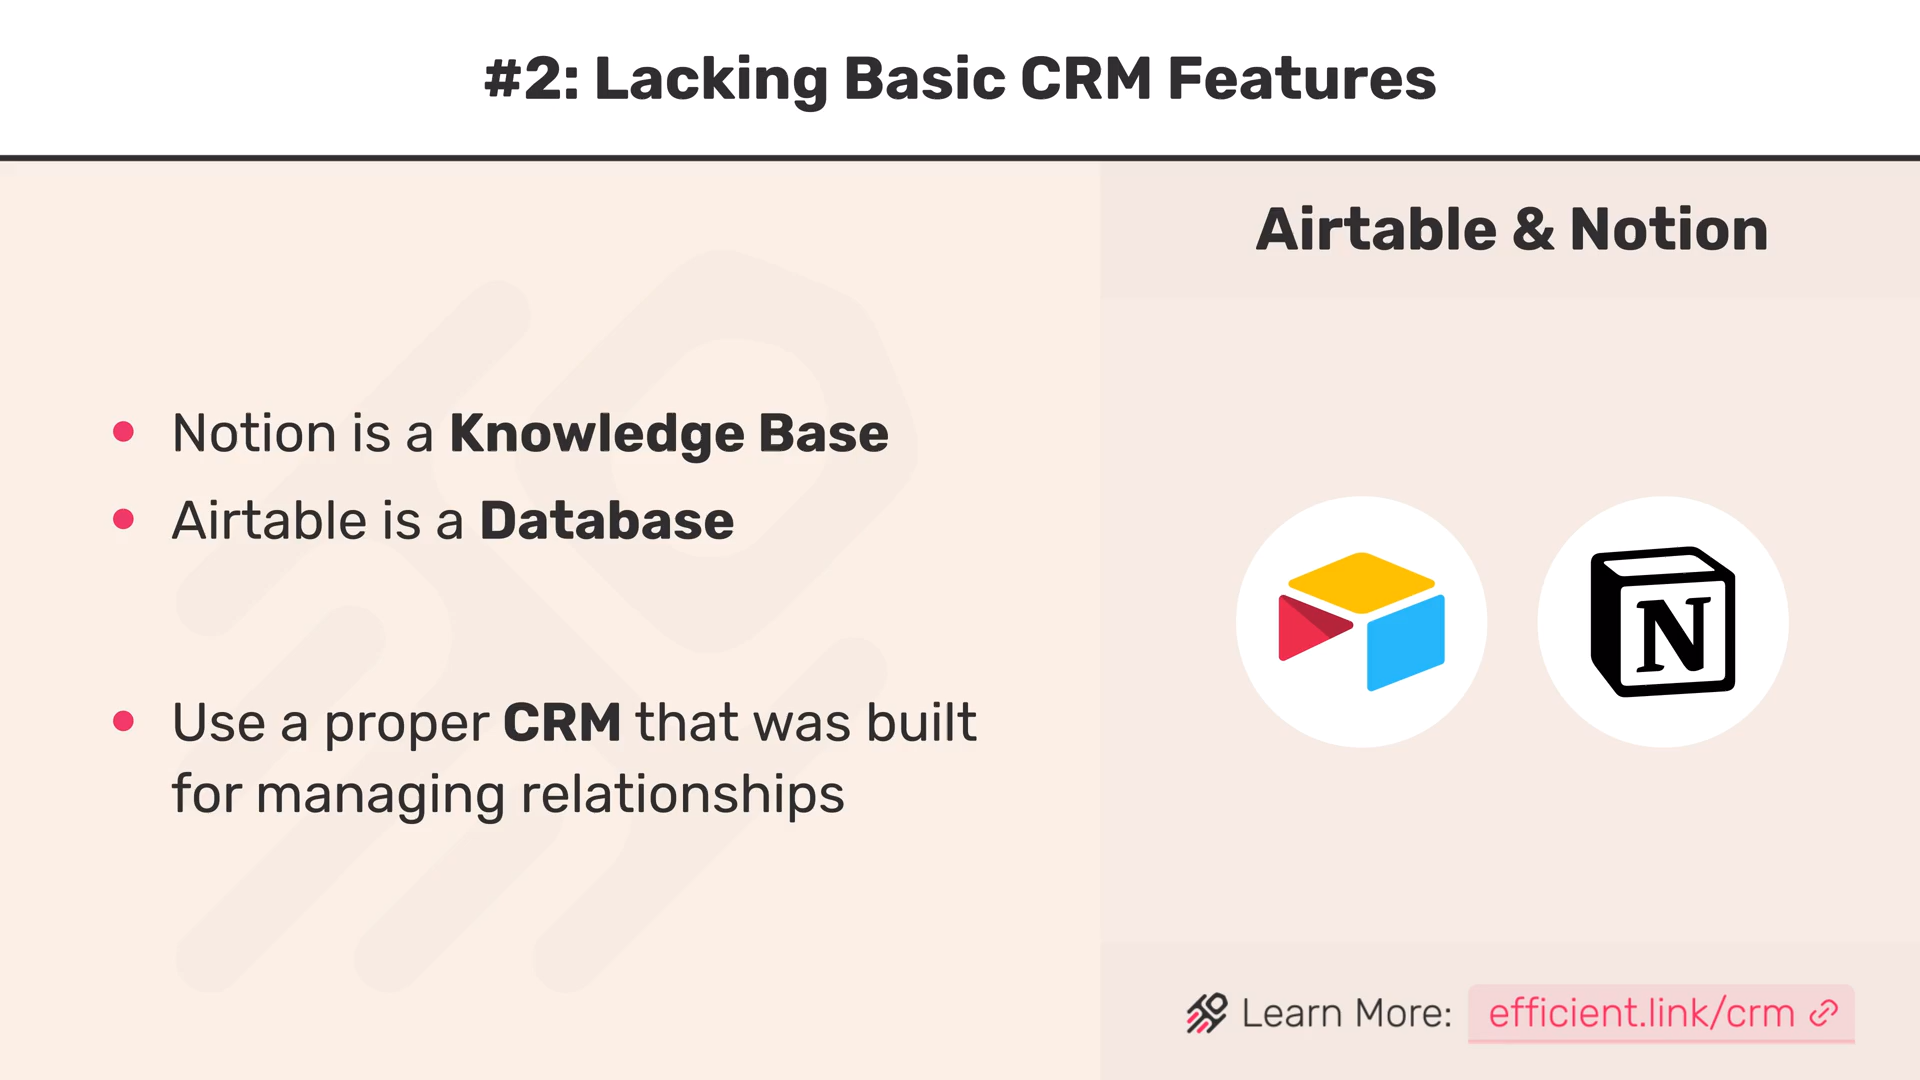 #2: Lacking Basic CRM Features
Airtable & Notion
• Notion is a Knowledge Base
• Airtable is a Database
• Use a proper CRM that was built
for managing relationships
N
Learn More: efficient.link/crm